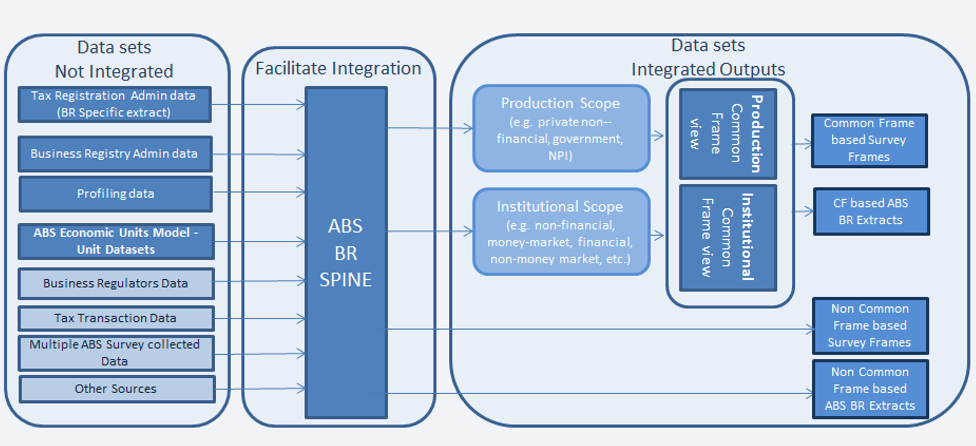 Data sets
Not Integrated
Tax Registration Admin data
(BR Specific extract)
Business Registry Admin data
Profiling data
ABS Economic Units Model -
Unit Datasets
Business Regulators Data
Tax Transaction Data
Multiple ABS Survey collected
Data
Other Sources
Facilitate Integration
ABS
BR
SPINE
Data sets
Integrated Outputs
Production Scope
(e.g. private non--
financial, government,
NPI)
Institutional Scope
(e.g. non-financial,
money-market, financial,
non-money market, etc.)
Production
Common
Frame
view
Institutional
Common
Frame view
Common Frame
based Survey
Frames
CF based ABS
BR Extracts
Non Common
Frame based
Survey Frames
Non Common
Frame based
ABS BR Extracts